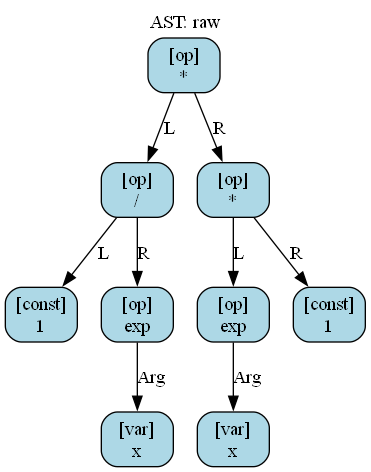 AST: raw
[op]
*
L
R
[op]
/
[op]
*
L
R
L
R
[const]
1
[op]
exp
[op]
exp
[const]
1
Arg
Arg
[var]
x
[var]
x